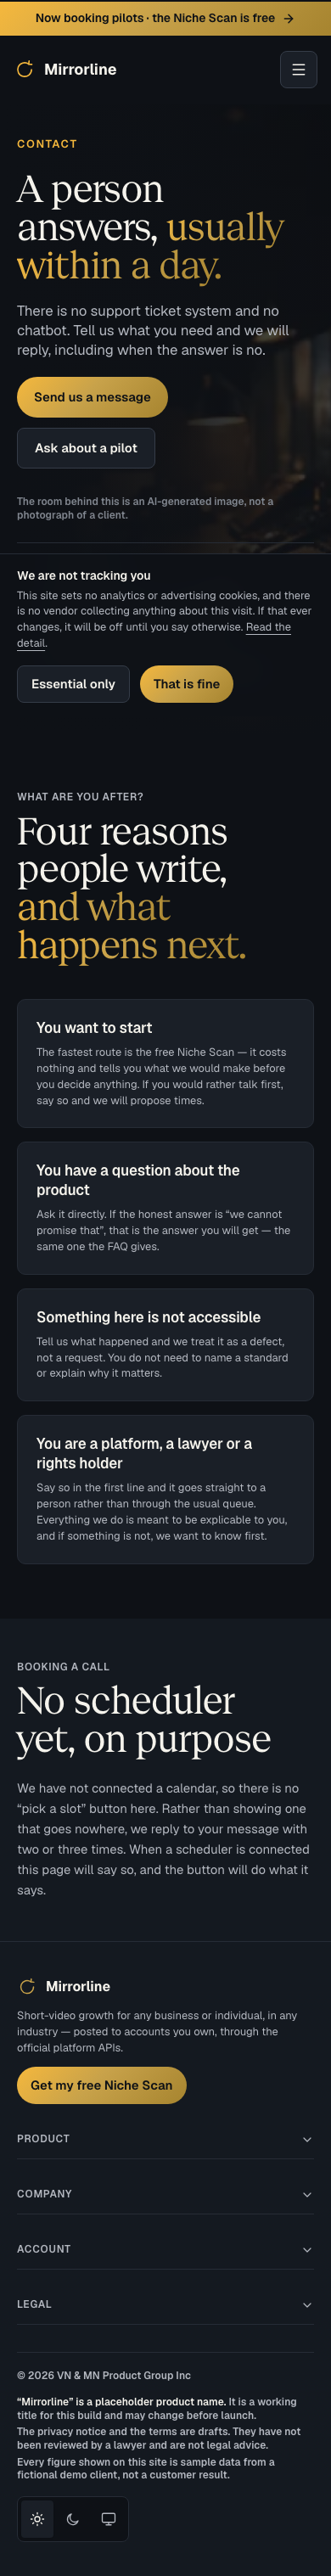 Now booking pilots · the Niche Scan is free →
Mirrorline
CONTACT
A person
answers, usually
within a day.
There is no support ticket system and no
chatbot. Tell us what you need and we will
reply, including when the answer is no.
Send us a message
Ask about a pilot
The room behind this is an AI-generated image, not a
photograph of a client.
We are not tracking you
This site sets no analytics or advertising cookies, and there
is no vendor collecting anything about this visit. If that ever
changes, it will be off until you say otherwise. Read the
detail.
Essential only
That is fine
WHAT ARE YOU AFTER?
Four reasons
people write,
and what
happens next.
You want to start
The fastest route is the free Niche Scan — it costs
nothing and tells you what we would make before
you decide anything. If you would rather talk first,
say so and we will propose times.
You have a question about the
product
Ask it directly. If the honest answer is “we cannot
promise that”, that is the answer you will get — the
same one the FAQ gives.
Something here is not accessible
Tell us what happened and we treat it as a defect,
not a request. You do not need to name a standard
or explain why it matters.
You are a platform, a lawyer or a
rights holder
Say so in the first line and it goes straight to a
person rather than through the usual queue.
Everything we do is meant to be explicable to you,
and if something is not, we want to know first.
BOOKING A CALL
No scheduler
yet, on purpose
We have not connected a calendar, so there is no
“pick a slot” button here. Rather than showing one
that goes nowhere, we reply to your message with
two or three times. When a scheduler is connected
this page will say so, and the button will do what it
says.
Mirrorline
Short-video growth for any business or individual, in any
industry — posted to accounts you own, through the
official platform APIs.
Get my free Niche Scan
PRODUCT
COMPANY
ACCOUNT
LEGAL
© 2026 VN & MN Product Group Inc
“Mirrorline” is a placeholder product name. It is a working
title for this build and may change before launch.
The privacy notice and the terms are drafts. They have not
been reviewed by a lawyer and are not legal advice.
Every figure shown on this site is sample data from a
fictional demo client, not a customer result.